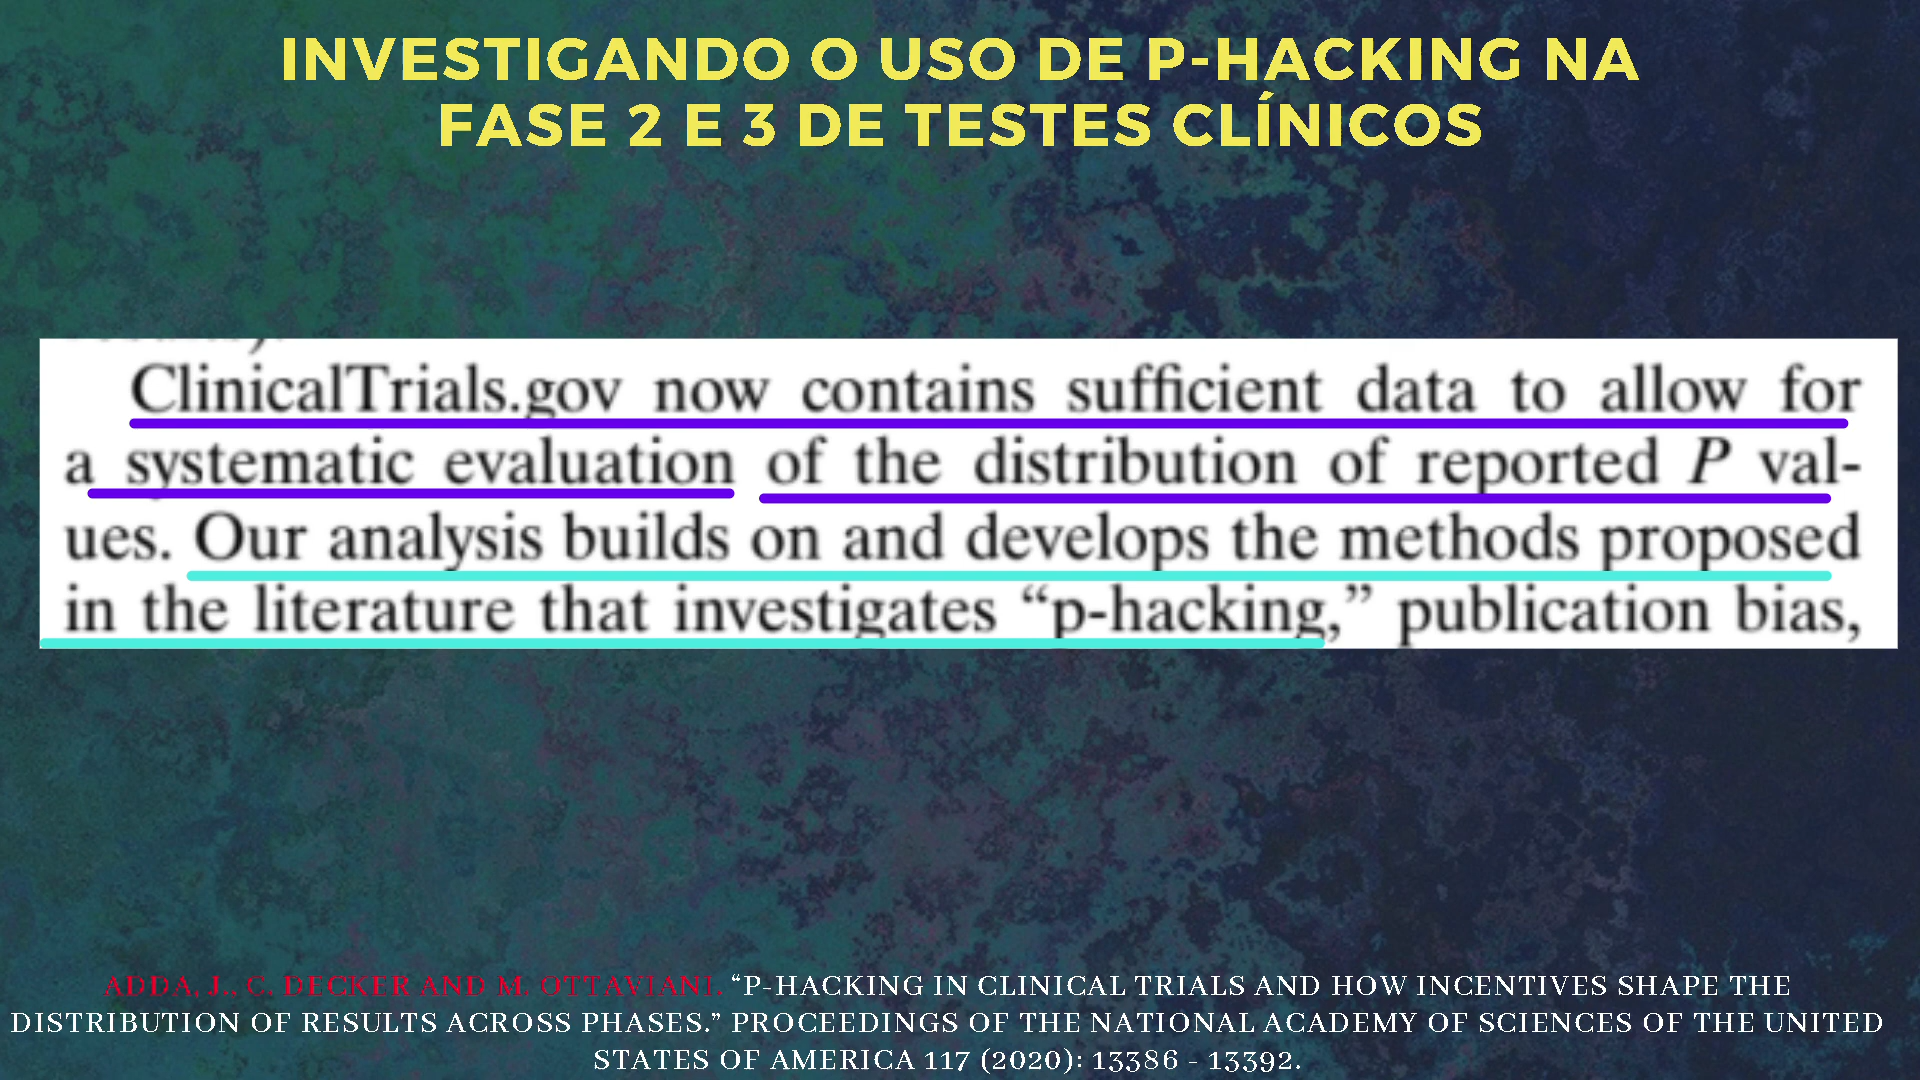 INVESTIGANDO O USO DE P-HACKING NA
FASE 2 E 3 DE TESTES CLÍNICOS
ClinicalTrials.gov now contains sufficient data to allow for
a systematic evaluation of the distribution of reported P val-
ues. Our analysis builds on and develops the methods proposed
in the literature that investigates “p-hacking,” publication bias,
ADDA, J., C. DECKER AND M. OTTAVIANI. “P-HACKING IN CLINICAL TRIALS AND HOW INCENTIVES SHAPE THE
DISTRIBUTION OF RESULTS ACROSS PHASES.” PROCEEDINGS OF THE NATIONAL ACADEMY OF SCIENCES OF THE UNITED
STATES OF AMERICA 117 (2020): 13386 - 13392.